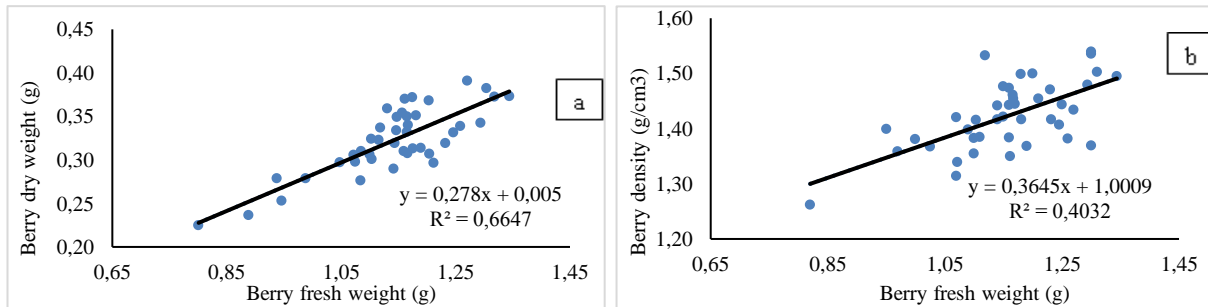 0,45
0,40
0,35
0,30
0,25
0,20
Berry dry weight (g)
a
y = 0,278x + 0,005
R² = 0,6647
0,65
0,85
1,05
1,25
1,45
Berry fresh weight (g)
1,60
1,50
1,40
1,30
1,20
Berry density (g/cm3)
b
y = 0,3645x + 1,0009
R² = 0,4032
0,65
0,85
1,05
1,25
1,45
Berry fresh weight (g)